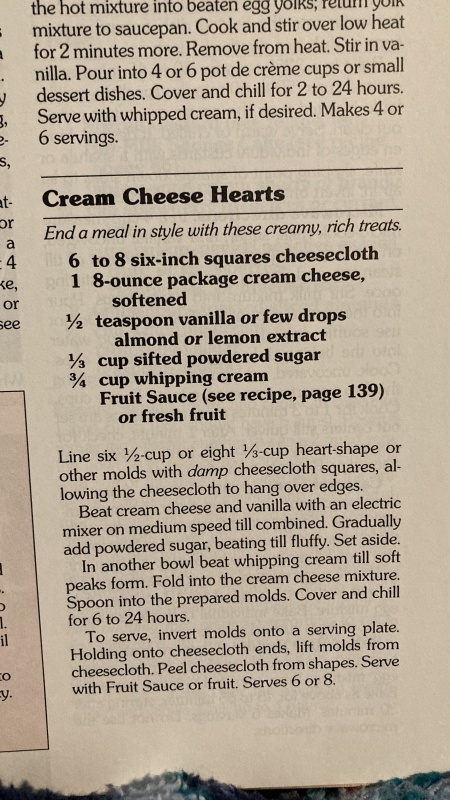 the hot mixture into beaten egg yolks; return yolk
mixture to saucepan. Cook and stir over low heat
for 2 minutes more. Remove from heat. Stir in va-
nilla. Pour into 4 or 6 pot de crème cups or small
dessert dishes. Cover and chill for 2 to 24 hours.
Serve with whipped cream, if desired. Makes 4 or
6 servings.
Cream Cheese Hearts
End a meal in style with these creamy, rich treats.
6 to 8 six-inch squares cheesecloth
1 8-ounce package cream cheese,
softened
½ teaspoon vanilla or few drops
almond or lemon extract
⅓ cup sifted powdered sugar
¾ cup whipping cream
Fruit Sauce (see recipe, page 139)
or fresh fruit
Line six ½-cup or eight ⅓-cup heart-shape or
other molds with damp cheesecloth squares, al-
lowing the cheesecloth to hang over edges.
Beat cream cheese and vanilla with an electric
mixer on medium speed till combined. Gradually
add powdered sugar, beating till fluffy. Set aside.
In another bowl beat whipping cream till soft
peaks form. Fold into the cream cheese mixture.
Spoon into the prepared molds. Cover and chill
for 6 to 24 hours.
To serve, invert molds onto a serving plate.
Holding onto cheesecloth ends, lift molds from
cheesecloth. Peel cheesecloth from shapes. Serve
with Fruit Sauce or fruit. Serves 6 or 8.